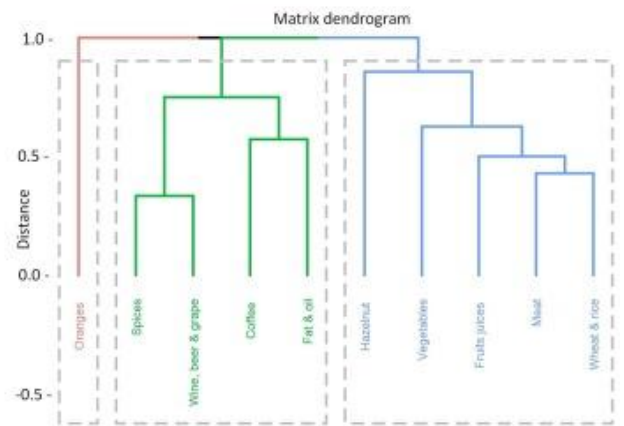 Matrix dendrogram
1.0 -
0.5 -
0.0 -
-0.5 -
Distance
Oranges
Spices
Wine, beer & grape
Coffee
Fat & oil
Hazelnut
Vegetables
Fruits juices
Meat
Wheat & rice